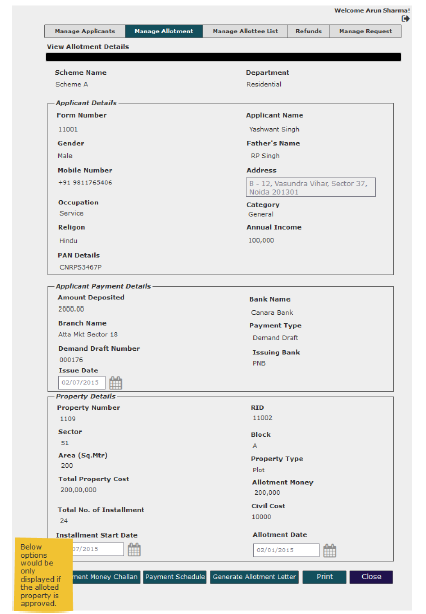 Welcome Arun Sharma!
Manage Applicants Manage Allotment Manage Allottee List Refunds Manage Request
View Allotment Details
Scheme Name Department
Scheme A Residential
Applicant Details
Form Number Applicant Name
11001 Yashwant Singh
Gender Father's Name
Male RP Singh
Mobile Number Address
+91 9811765406 B - 12, Vasundra Vihar, Sector 37,
Noida 201301
Occupation Category
Service General
Religon Annual Income
Hindu 100,000
PAN Details
CNRPS3467P
Applicant Payment Details
Amount Deposited Bank Name
2000.00 Canara Bank
Branch Name Payment Type
Atta Mkt Sector 18 Demand Draft
Demand Draft Number Issuing Bank
000176 PNB
Issue Date
02/07/2015
Property Details
Property Number RID
1109 11002
Sector Block
51 A
Area (Sq.Mtr) Property Type
200 Plot
Total Property Cost Allotment Money
200,00,000 200,000
Total No. of Installment Civil Cost
24 10000
Installment Start Date Allotment Date
7/2015 02/01/2015
Below
options
would be
only
displayed if
the alloted
property is
approved.
ment Money Challan Payment Schedule Generate Allotment Letter Print Close